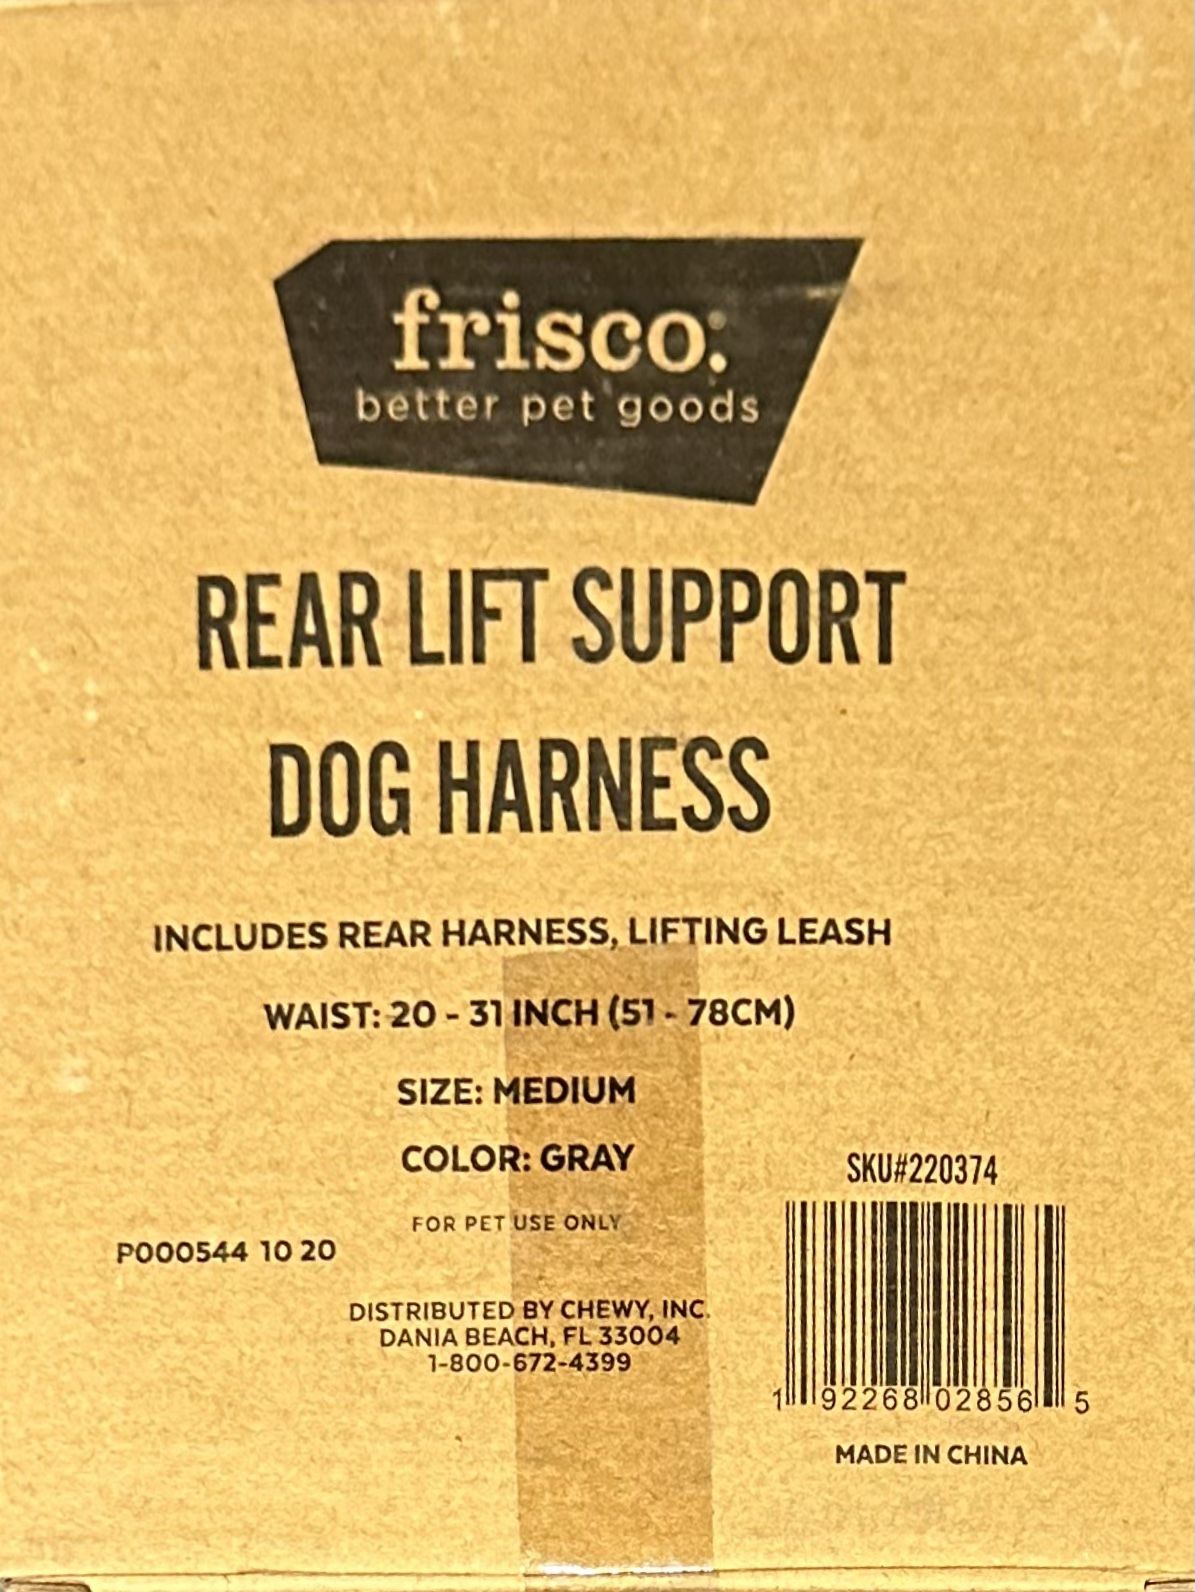 frisco.
better pet goods
REAR LIFT SUPPORT
DOG HARNESS
INCLUDES REAR HARNESS, LIFTING LEASH
WAIST: 20 - 31 INCH (51 - 78CM)
SIZE: MEDIUM
COLOR: GRAY
FOR PET USE ONLY
P000544 10 20
DISTRIBUTED BY CHEWY, INC.
DANIA BEACH, FL 33004
1-800-672-4399
SKU#220374
1 92268 02856 5
MADE IN CHINA